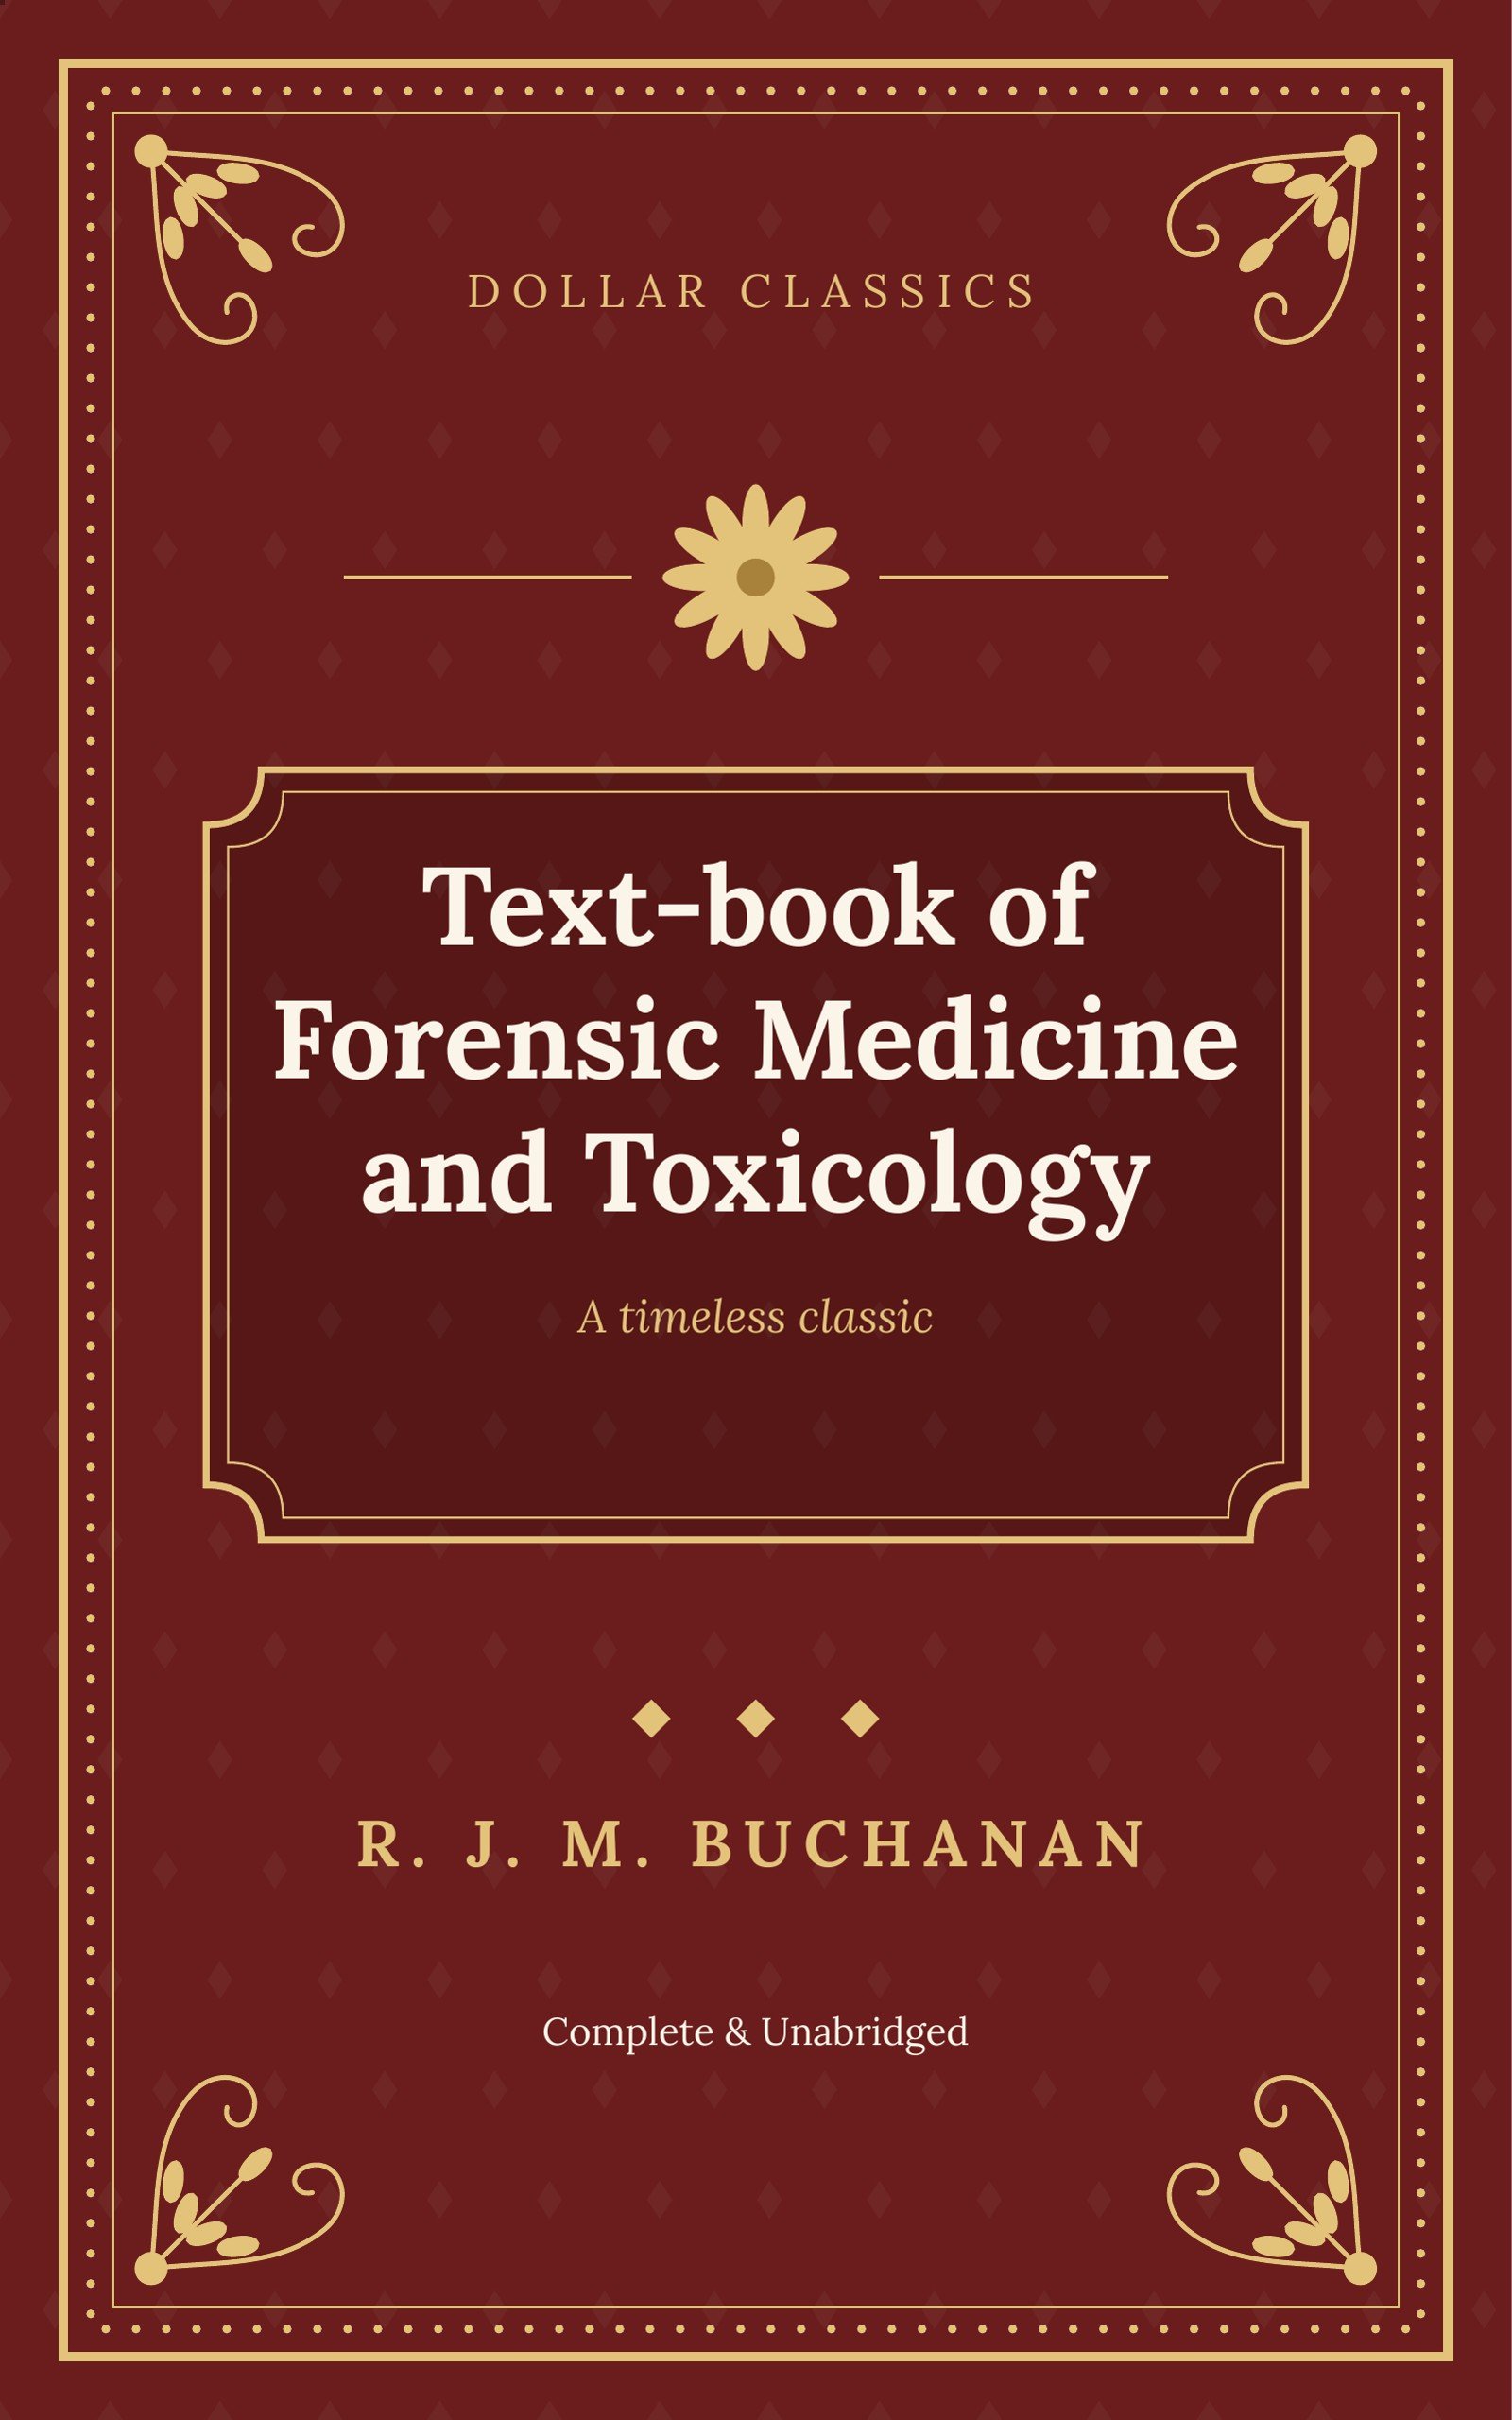 DOLLAR CLASSICS
Text-book of
Forensic Medicine
and Toxicology
A timeless classic
R. J. M. BUCHANAN
Complete & Unabridged